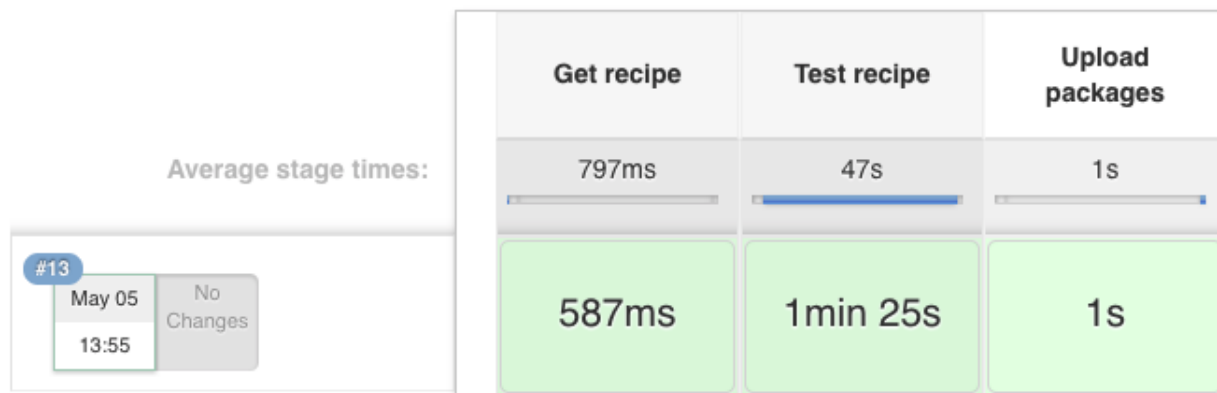 Get recipe
Test recipe
Upload
packages
Average stage times:
797ms
47s
1s
#13
May 05
13:55
No
Changes
587ms
1min 25s
1s